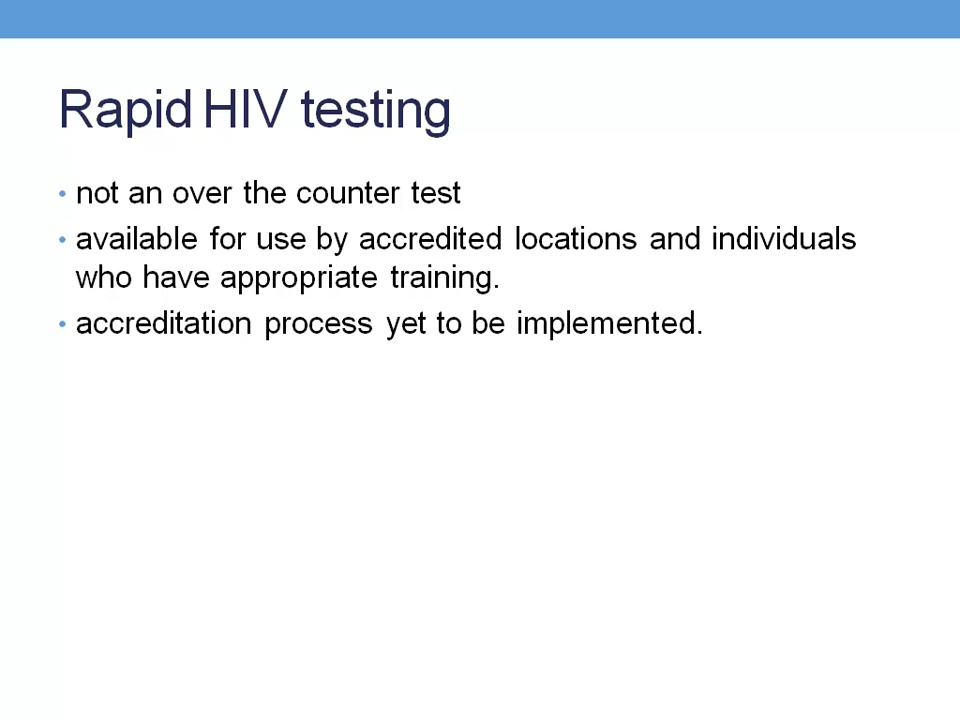 Rapid HIV testing
• not an over the counter test
• available for use by accredited locations and individuals
who have appropriate training.
• accreditation process yet to be implemented.